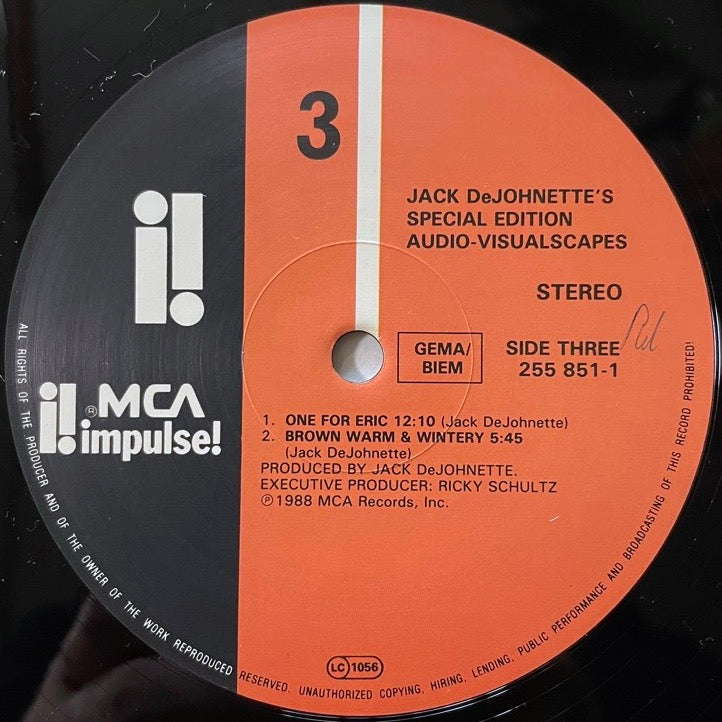 3
JACK DeJOHNETTE'S
SPECIAL EDITION
AUDIO-VISUALSCAPES
STEREO
GEMA/
BIEM
SIDE THREE
255 851-1
i!
i! ®MCA
impulse!
1. ONE FOR ERIC 12:10 (Jack DeJohnette)
2. BROWN WARM & WINTERY 5:45
(Jack DeJohnette)
PRODUCED BY JACK DeJOHNETTE.
EXECUTIVE PRODUCER: RICKY SCHULTZ
℗1988 MCA Records, Inc.
LC 1056
ALL RIGHTS OF THE PRODUCER AND OF THE OWNER OF THE WORK REPRODUCED RESERVED. UNAUTHORIZED COPYING, HIRING, LENDING, PUBLIC PERFORMANCE AND BROADCASTING OF THIS RECORD PROHIBITED!